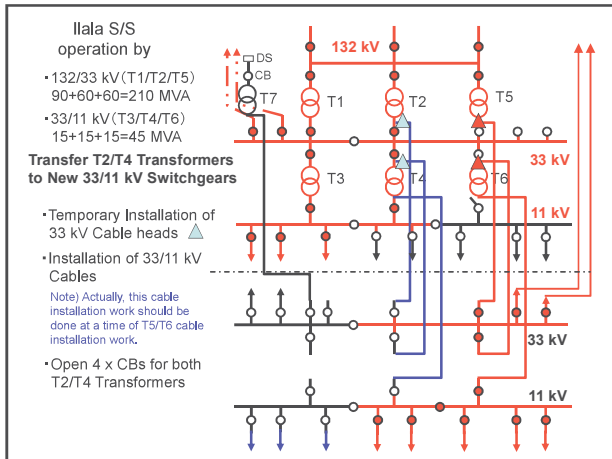 Ilala S/S
operation by
・132/33 kV(T1/T2/T5)
90+60+60=210 MVA
・33/11 kV(T3/T4/T6)
15+15+15=45 MVA
Transfer T2/T4 Transformers
to New 33/11 kV Switchgears
・Temporary Installation of
33 kV Cable heads
・Installation of 33/11 kV
Cables
Note) Actually, this cable
installation work should be
done at a time of T5/T6 cable
installation work.
・Open 4 x CBs for both
T2/T4 Transformers
DS
CB
T7
132 kV
T1
T2
T5
33 kV
T3
T4
T6
11 kV
33 kV
11 kV